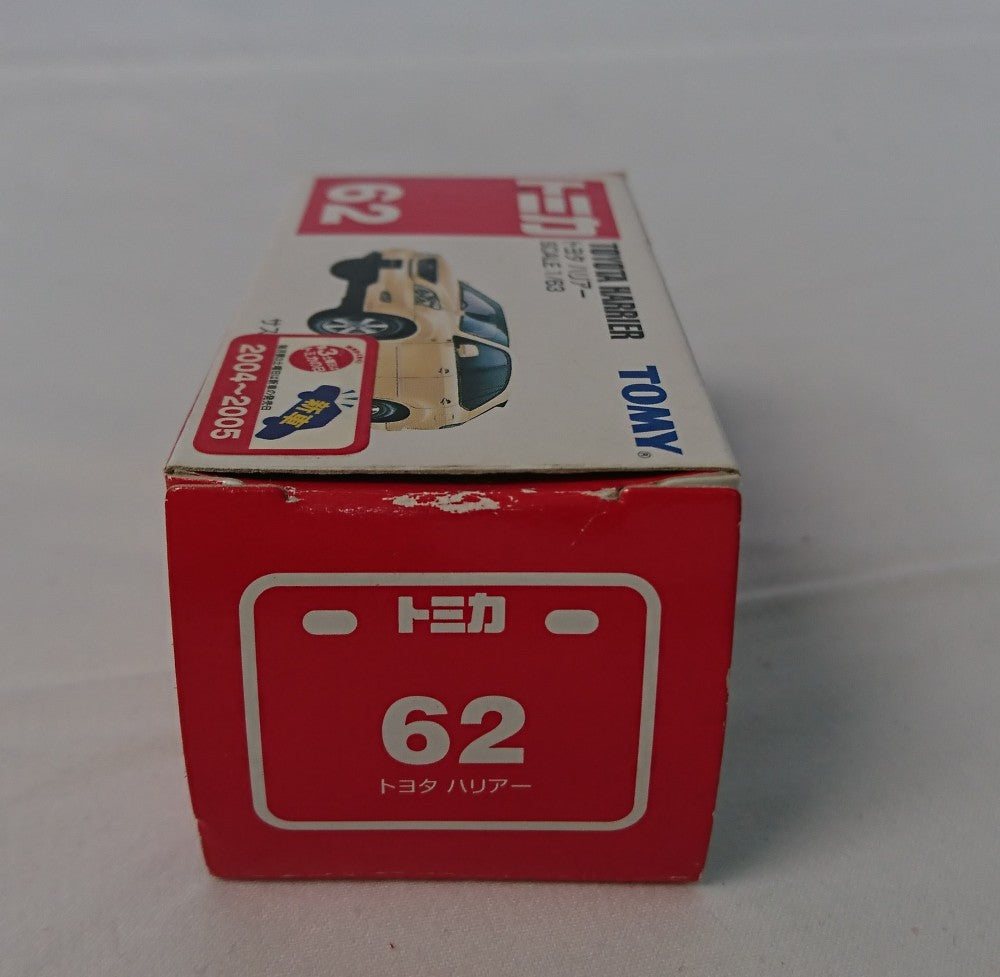 62
トミカ
TOYOTA HARRIER
トヨタ ハリアー
SCALE 1/63
TOMY®
新車
2004~2005
トミカ
62
トヨタ ハリアー